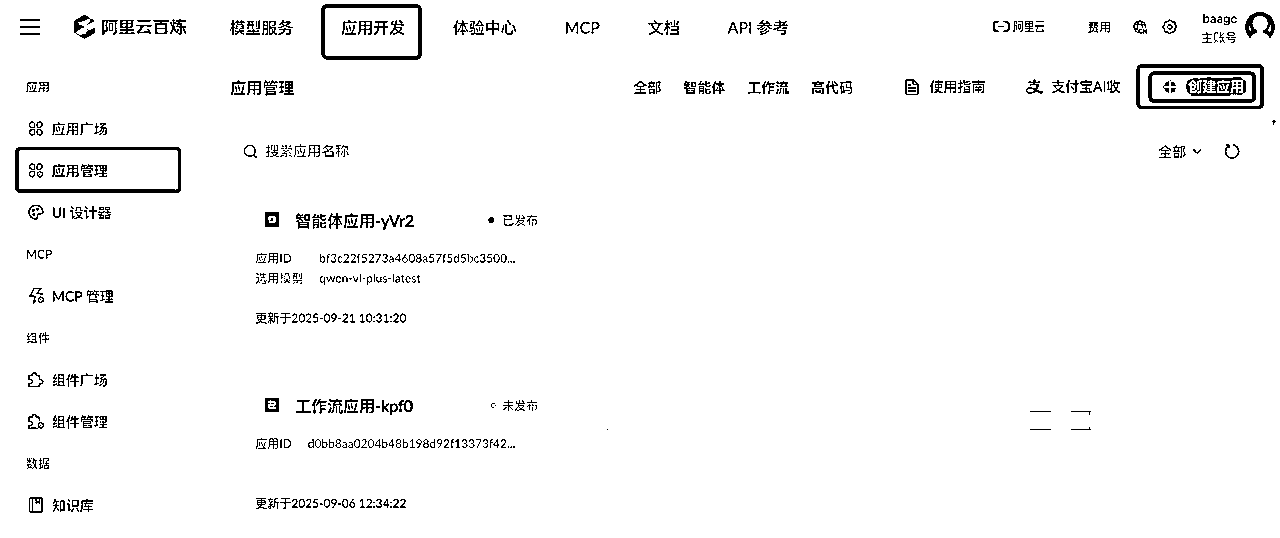 阿里云百炼 模型服务 应用开发 体验中心 MCP 文档 API 参考 阿里云 费用 baagc
主账号
应用
应用管理 全部 智能体 工作流 高代码 使用指南 支付宝AI收 创建应用
应用广场
搜索应用名称 全部
应用管理
UI 设计器
智能体应用-yVr2 已发布
MCP
应用ID bf3c22f5273a4608a57f5d5bc3500...
选用模型 qwen-vl-plus-latest
MCP 管理
更新于2025-09-21 10:31:20
组件
组件广场
工作流应用-kpf0 未发布
组件管理
应用ID d0bb8aa0204b48b198d92f13373f42...
数据
知识库
更新于2025-09-06 12:34:22